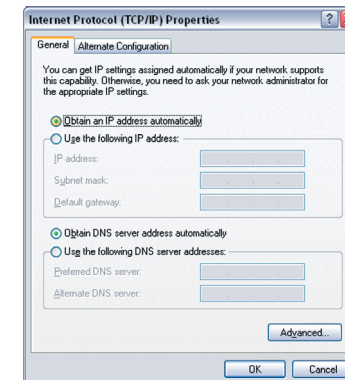 Internet Protocol (TCP/IP) Properties
General Alternate Configuration
You can get IP settings assigned automatically if your network supports
this capability. Otherwise, you need to ask your network administrator for
the appropriate IP settings.
Obtain an IP address automatically
Use the following IP address:
IP address:
Subnet mask:
Default gateway:
Obtain DNS server address automatically
Use the following DNS server addresses:
Preferred DNS server:
Alternate DNS server:
Advanced...
OK Cancel